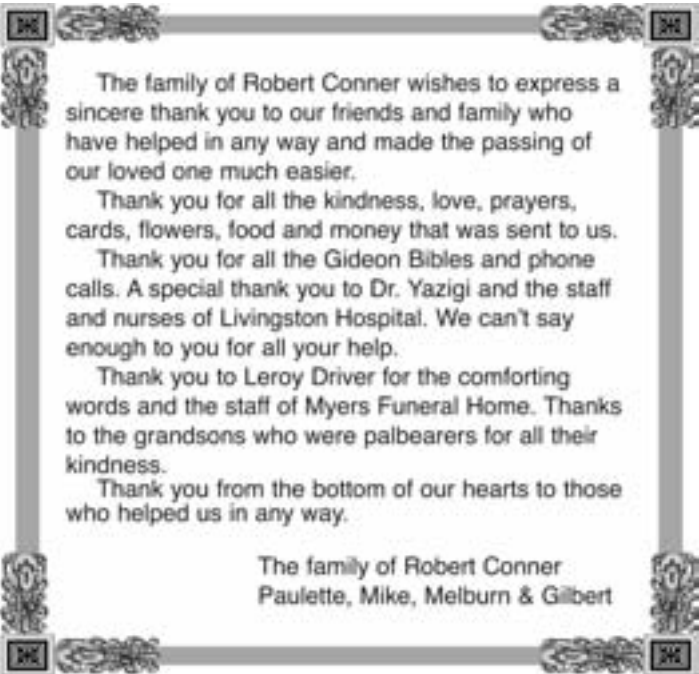 The family of Robert Conner wishes to express a
sincere thank you to our friends and family who
have helped in any way and made the passing of
our loved one much easier.
Thank you for all the kindness, love, prayers,
cards, flowers, food and money that was sent to us.
Thank you for all the Gideon Bibles and phone
calls. A special thank you to Dr. Yazigi and the staff
and nurses of Livingston Hospital. We can't say
enough to you for all your help.
Thank you to Leroy Driver for the comforting
words and the staff of Myers Funeral Home. Thanks
to the grandsons who were palbearers for all their
kindness.
Thank you from the bottom of our hearts to those
who helped us in any way.
The family of Robert Conner
Paulette, Mike, Melburn & Gilbert